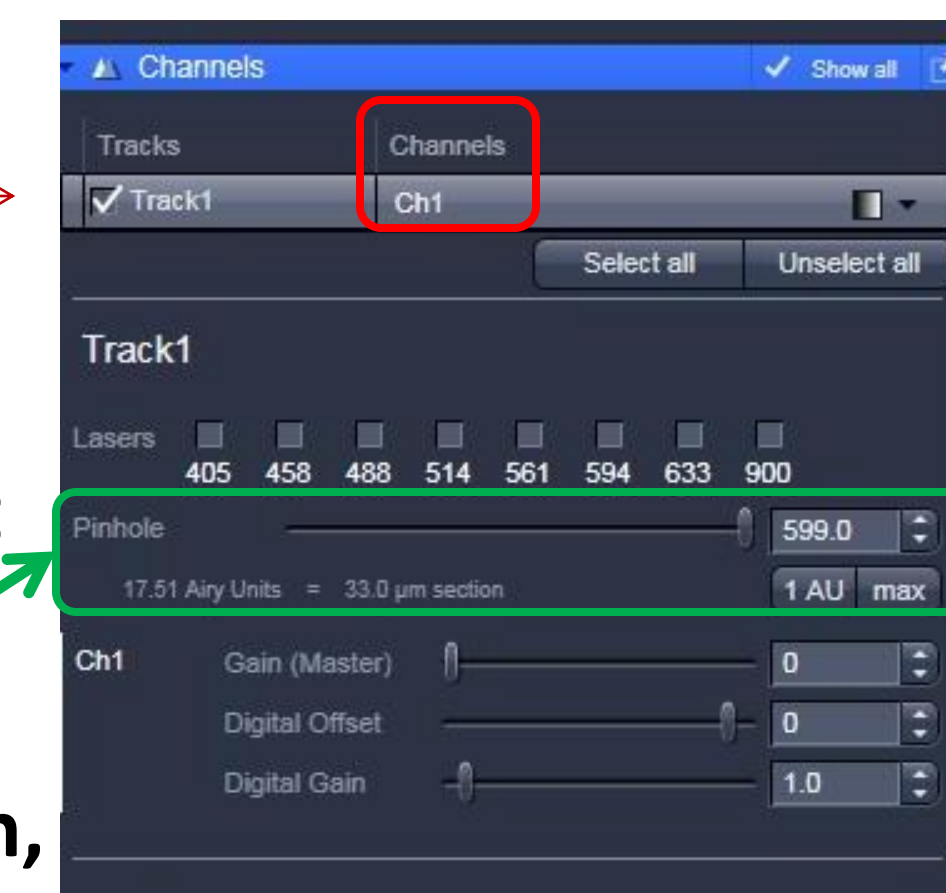 Channels Show all
Tracks Channels
Track1 Ch1
Select all Unselect all
Track1
Lasers
405 458 488 514 561 594 633 900
Pinhole 599.0
17.51 Airy Units = 33.0 µm section 1 AU max
Ch1 Gain (Master) 0
Digital Offset 0
Digital Gain 1.0
n,